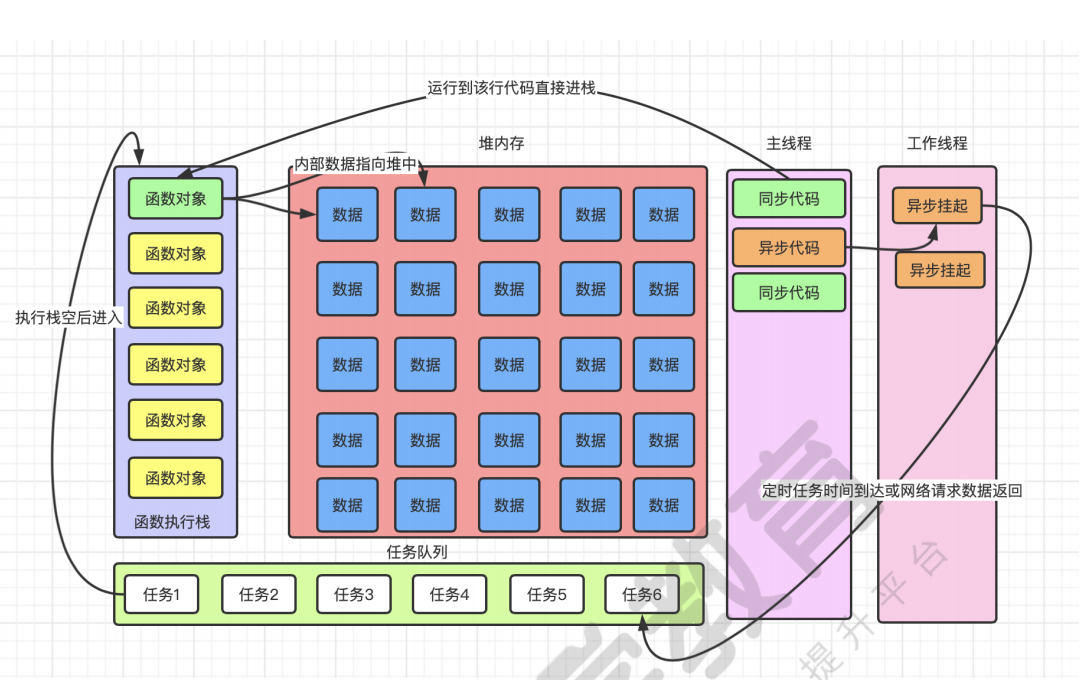 运行到该行代码直接进栈
堆内存
主线程
工作线程
内部数据指向堆中
函数对象
数据
数据
数据
数据
数据
同步代码
异步挂起
函数对象
异步代码
异步挂起
函数对象
数据
数据
数据
数据
数据
同步代码
执行栈空后进入
函数对象
数据
数据
数据
数据
数据
函数对象
数据
数据
数据
数据
数据
函数对象
数据
数据
数据
数据
数据
函数执行栈
定时任务时间到达或网络请求数据返回
任务队列
任务1
任务2
任务3
任务4
任务5
任务6
教育
提升平台